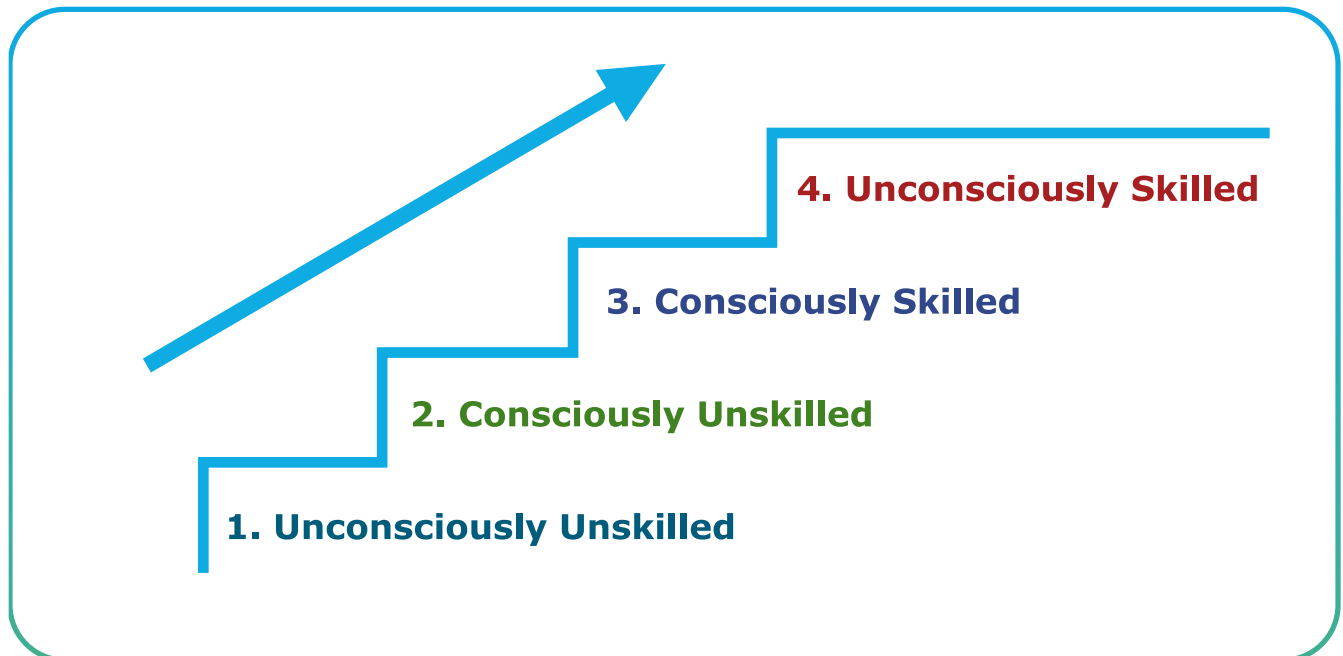 4. Unconsciously Skilled
3. Consciously Skilled
2. Consciously Unskilled
1. Unconsciously Unskilled